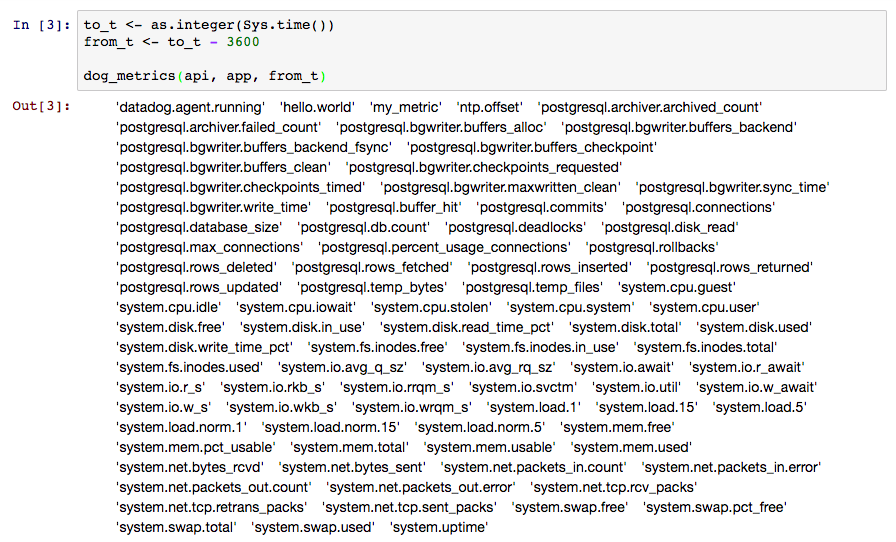 In [3]: to_t <- as.integer(Sys.time())
from_t <- to_t - 3600
dog_metrics(api, app, from_t)
Out[3]: 'datadog.agent.running' 'hello.world' 'my_metric' 'ntp.offset' 'postgresql.archiver.archived_count'
'postgresql.archiver.failed_count' 'postgresql.bgwriter.buffers_alloc' 'postgresql.bgwriter.buffers_backend'
'postgresql.bgwriter.buffers_backend_fsync' 'postgresql.bgwriter.buffers_checkpoint'
'postgresql.bgwriter.buffers_clean' 'postgresql.bgwriter.checkpoints_requested'
'postgresql.bgwriter.checkpoints_timed' 'postgresql.bgwriter.maxwritten_clean' 'postgresql.bgwriter.sync_time'
'postgresql.bgwriter.write_time' 'postgresql.buffer_hit' 'postgresql.commits' 'postgresql.connections'
'postgresql.database_size' 'postgresql.db.count' 'postgresql.deadlocks' 'postgresql.disk_read'
'postgresql.max_connections' 'postgresql.percent_usage_connections' 'postgresql.rollbacks'
'postgresql.rows_deleted' 'postgresql.rows_fetched' 'postgresql.rows_inserted' 'postgresql.rows_returned'
'postgresql.rows_updated' 'postgresql.temp_bytes' 'postgresql.temp_files' 'system.cpu.guest'
'system.cpu.idle' 'system.cpu.iowait' 'system.cpu.stolen' 'system.cpu.system' 'system.cpu.user'
'system.disk.free' 'system.disk.in_use' 'system.disk.read_time_pct' 'system.disk.total' 'system.disk.used'
'system.disk.write_time_pct' 'system.fs.inodes.free' 'system.fs.inodes.in_use' 'system.fs.inodes.total'
'system.fs.inodes.used' 'system.io.avg_q_sz' 'system.io.avg_rq_sz' 'system.io.await' 'system.io.r_await'
'system.io.r_s' 'system.io.rkb_s' 'system.io.rrqm_s' 'system.io.svctm' 'system.io.util' 'system.io.w_await'
'system.io.w_s' 'system.io.wkb_s' 'system.io.wrqm_s' 'system.load.1' 'system.load.15' 'system.load.5'
'system.load.norm.1' 'system.load.norm.15' 'system.load.norm.5' 'system.mem.free'
'system.mem.pct_usable' 'system.mem.total' 'system.mem.usable' 'system.mem.used'
'system.net.bytes_rcvd' 'system.net.bytes_sent' 'system.net.packets_in.count' 'system.net.packets_in.error'
'system.net.packets_out.count' 'system.net.packets_out.error' 'system.net.tcp.rcv_packs'
'system.net.tcp.retrans_packs' 'system.net.tcp.sent_packs' 'system.swap.free' 'system.swap.pct_free'
'system.swap.total' 'system.swap.used' 'system.uptime'